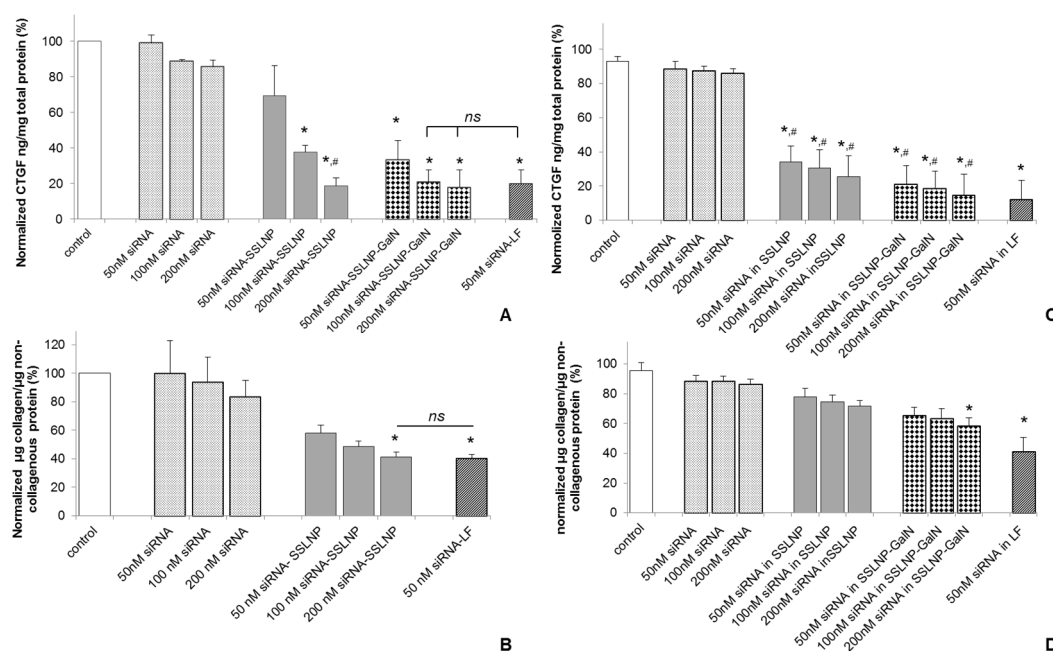 Normalized CTGF ng/mg total protein (%)
100
80
60
40
20
0
*
*,#
*
*
*
*
ns
control
50nM siRNA
100nM siRNA
200nM siRNA
50nM siRNA-SSLNP
100nM siRNA-SSLNP
200nM siRNA-SSLNP
50nM siRNA-SSLNP-GalN
100nM siRNA-SSLNP-GalN
200nM siRNA-SSLNP-GalN
50nM siRNA-LF
A
Normolized CTGF ng/mg total protein (%)
100
80
60
40
20
0
*,#
*,#
*,#
*,#
*,#
*,#
*
control
50nM siRNA
100nM siRNA
200nM siRNA
50nM siRNA in SSLNP
100nM siRNA in SSLNP
200nM siRNA inSSLNP
50nM siRNA in SSLNP-GalN
100nM siRNA in SSLNP-GalN
200nM siRNA in SSLNP-GalN
50nM siRNA in LF
C
Normalized µg collagen/µg non-
collagenous protein (%)
120
100
80
60
40
20
0
*
ns
*
control
50nM siRNA
100 nM siRNA
200 nM siRNA
50 nM siRNA- SSLNP
100 nM siRNA-SSLNP
200 nM siRNA-SSLNP
50 nM siRNA-LF
B
normalized µg collagen/µg non-
collagenous protein (%)
100
80
60
40
20
0
*
*
control
50nM siRNA
100nM siRNA
200nM siRNA
50nM siRNA in SSLNP
100nM siRNA in SSLNP
200nM siRNA inSSLNP
50nM siRNA in SSLNP-GalN
100nM siRNA in SSLNP-GalN
200nM siRNA in SSLNP-GalN
50nM siRNA in LF
D